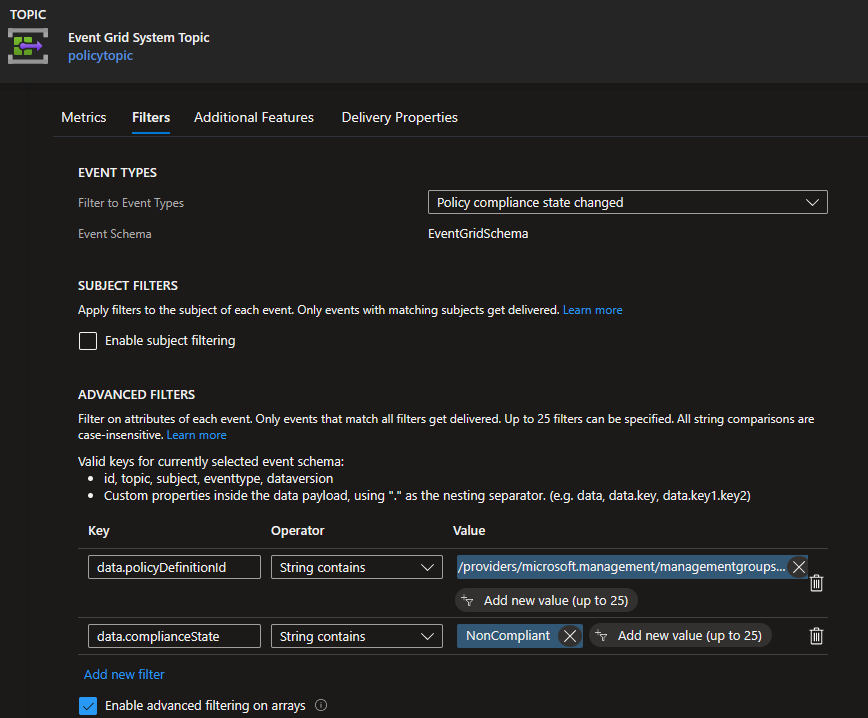 TOPIC
Event Grid System Topic
policytopic
Metrics Filters Additional Features Delivery Properties
EVENT TYPES
Filter to Event Types Policy compliance state changed
Event Schema EventGridSchema
SUBJECT FILTERS
Apply filters to the subject of each event. Only events with matching subjects get delivered. Learn more
Enable subject filtering
ADVANCED FILTERS
Filter on attributes of each event. Only events that match all filters get delivered. Up to 25 filters can be specified. All string comparisons are
case-insensitive. Learn more
Valid keys for currently selected event schema:
• id, topic, subject, eventtype, dataversion
• Custom properties inside the data payload, using "." as the nesting separator. (e.g. data, data.key, data.key1.key2)
Key Operator Value
data.policyDefinitionId String contains /providers/microsoft.management/managementgroups...
Add new value (up to 25)
data.complianceState String contains NonCompliant Add new value (up to 25)
Add new filter
Enable advanced filtering on arrays